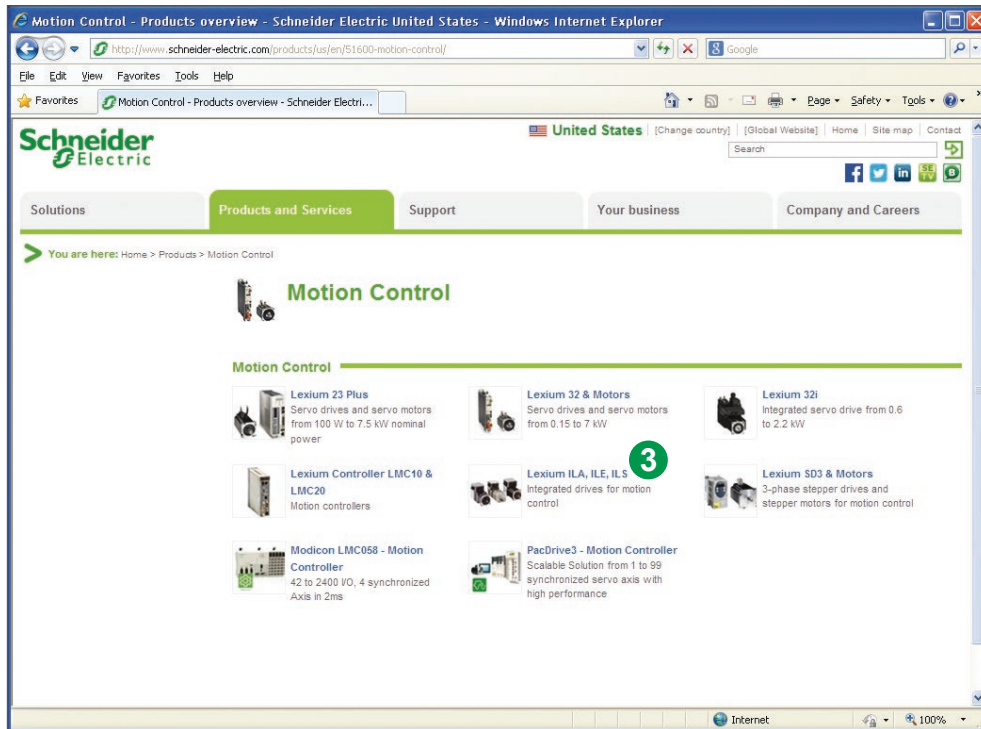 Motion Control - Products overview - Schneider Electric United States - Windows Internet Explorer
http://www.schneider-electric.com/products/us/en/51600-motion-control/
Google
File Edit View Favorites Tools Help
Favorites
Motion Control - Products overview - Schneider Electri...
Page Safety Tools
Schneider
Electric
United States [Change country] [Global Website] Home Site map Contact
Search
SE
TV
B
Solutions
Products and Services
Support
Your business
Company and Careers
You are here: Home > Products > Motion Control
Motion Control
Motion Control
Lexium 23 Plus
Servo drives and servo motors
from 100 W to 7.5 kW nominal
power
Lexium 32 & Motors
Servo drives and servo motors
from 0.15 to 7 kW
Lexium 32i
Integrated servo drive from 0.6
to 2.2 kW
Lexium Controller LMC10 &
LMC20
Motion controllers
Lexium ILA, ILE, ILS
3
Integrated drives for motion
control
Lexium SD3 & Motors
3-phase stepper drives and
stepper motors for motion control
Modicon LMC058 - Motion
Controller
42 to 2400 I/O, 4 synchronized
Axis in 2ms
PacDrive3 - Motion Controller
Scalable Solution from 1 to 99
synchronized servo axis with
high performance
Internet
100%